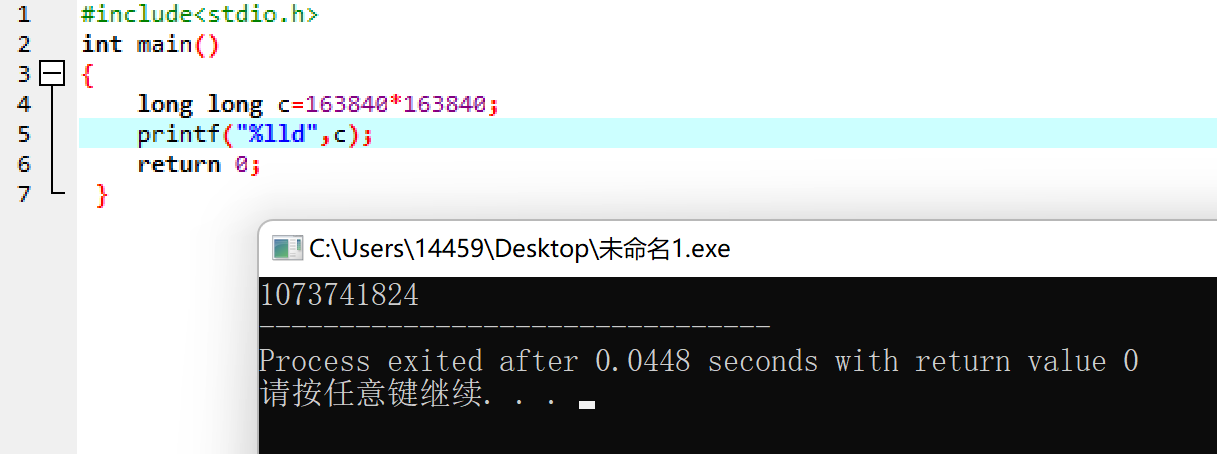 1 #include<stdio.h>
2 int main()
3 {
4 long long c=163840*163840;
5 printf("%lld",c);
6 return 0;
7 }
C:\Users\14459\Desktop\未命名1.exe
1073741824
--------------------------------
Process exited after 0.0448 seconds with return value 0
请按任意键继续. . .